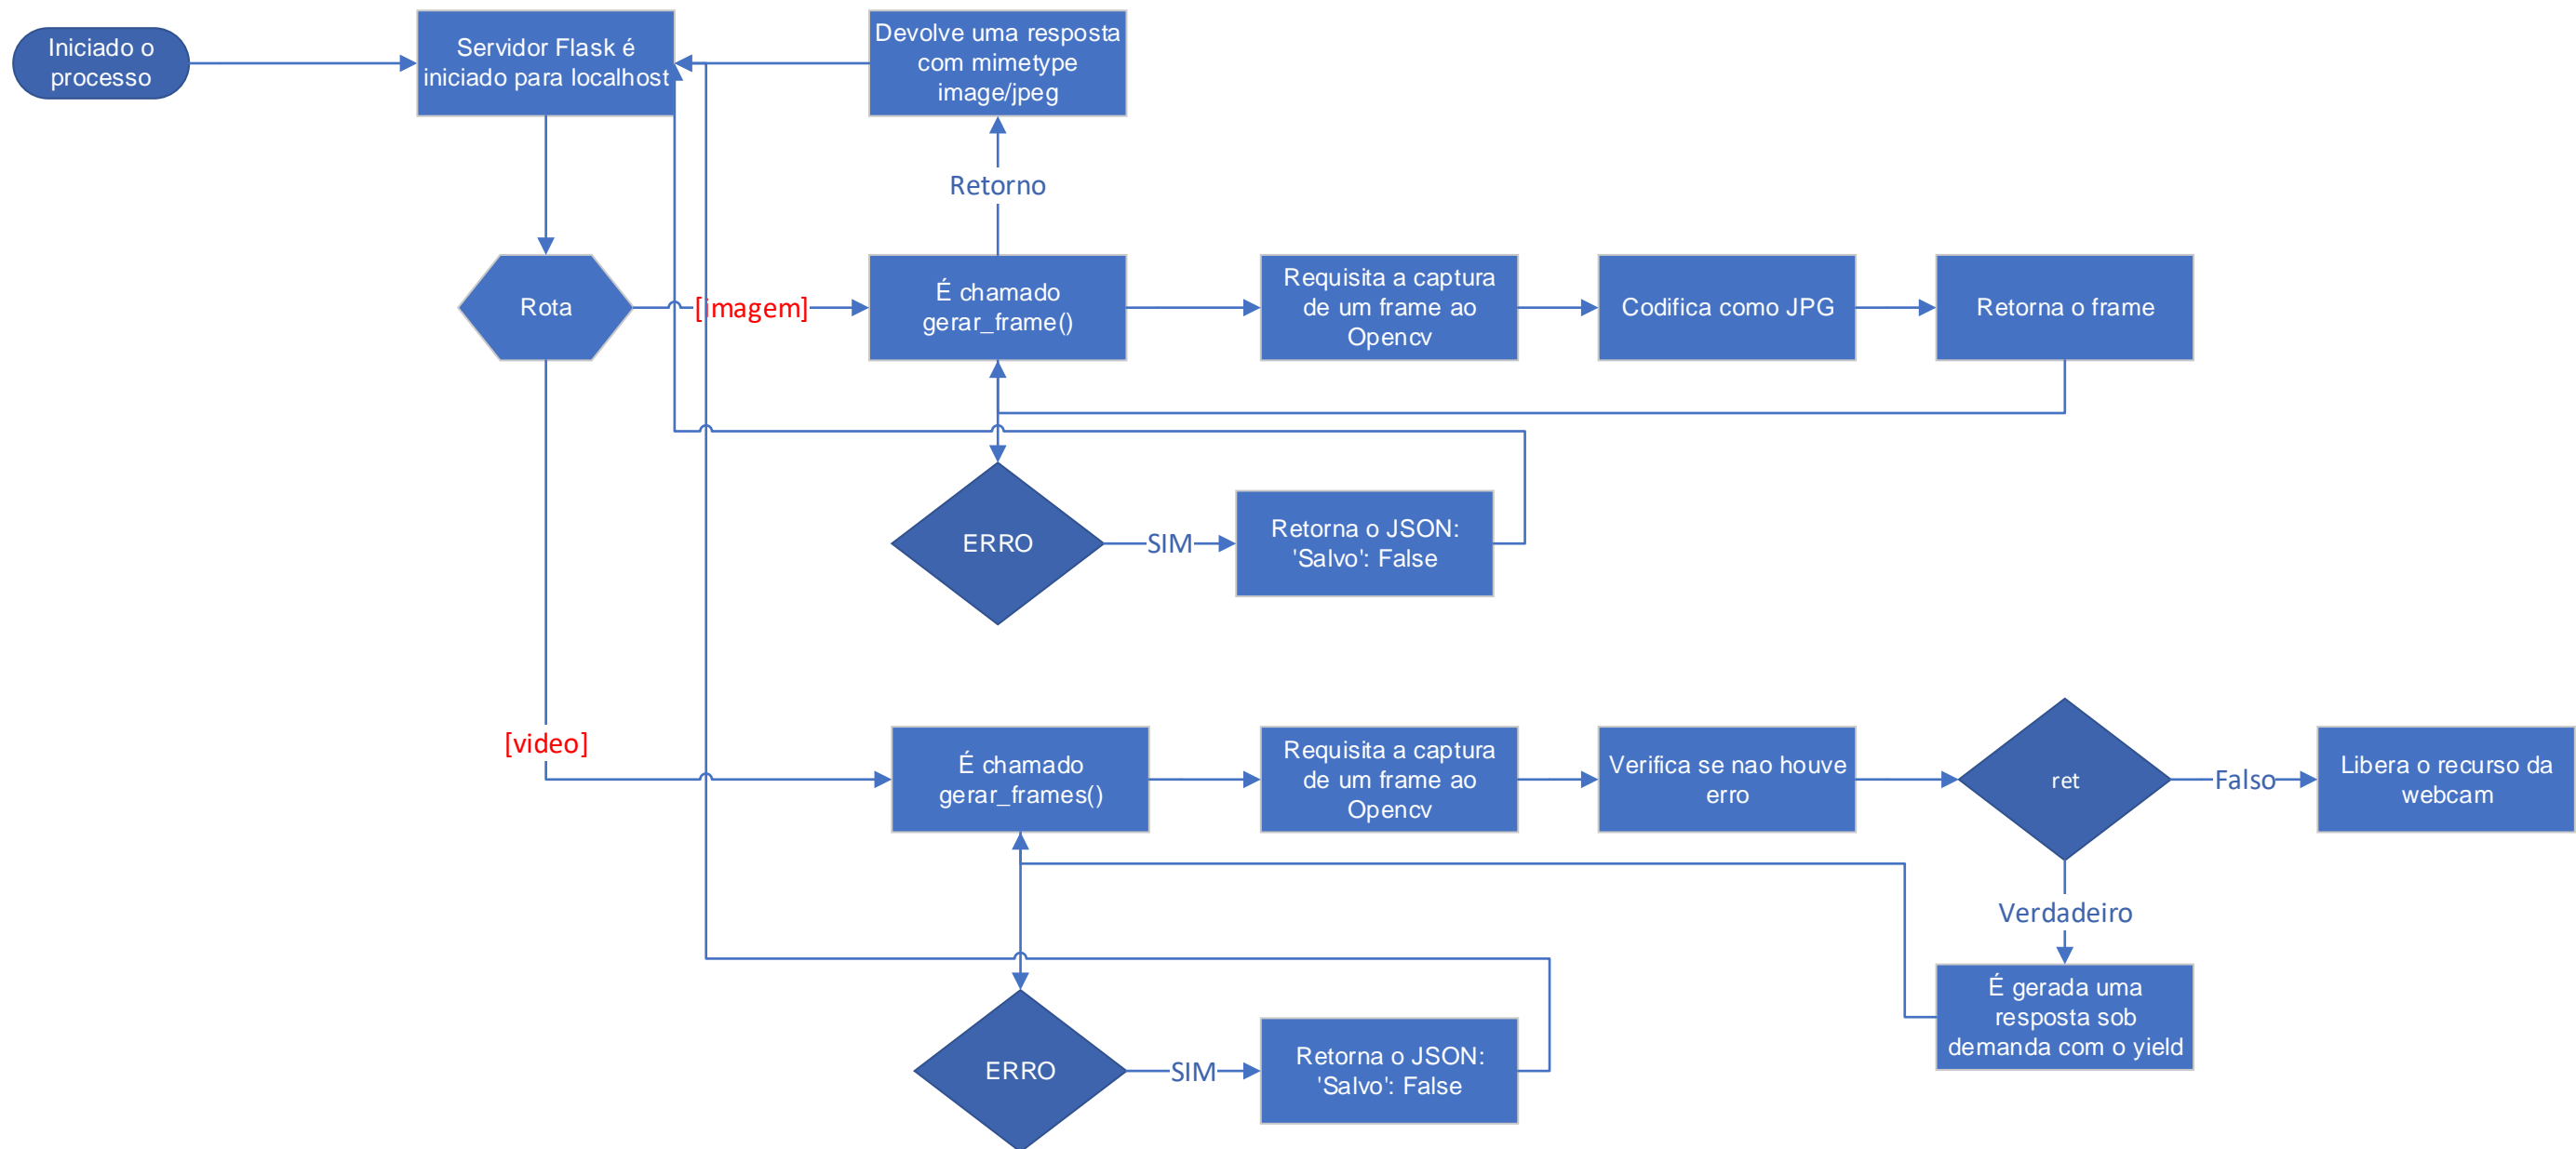 Iniciado o
processo
Servidor Flask é
iniciado para localhost
Devolve uma resposta
com mimetype
image/jpeg
Retorno
Rota
[imagem]
É chamado
gerar_frame()
Requisita a captura
de um frame ao
Opencv
Codifica como JPG
Retorna o frame
ERRO
SIM
Retorna o JSON:
'Salvo': False
[video]
É chamado
gerar_frames()
Requisita a captura
de um frame ao
Opencv
Verifica se nao houve
erro
ret
Falso
Libera o recurso da
webcam
Verdadeiro
É gerada uma
resposta sob
demanda com o yield
ERRO
SIM
Retorna o JSON:
'Salvo': False